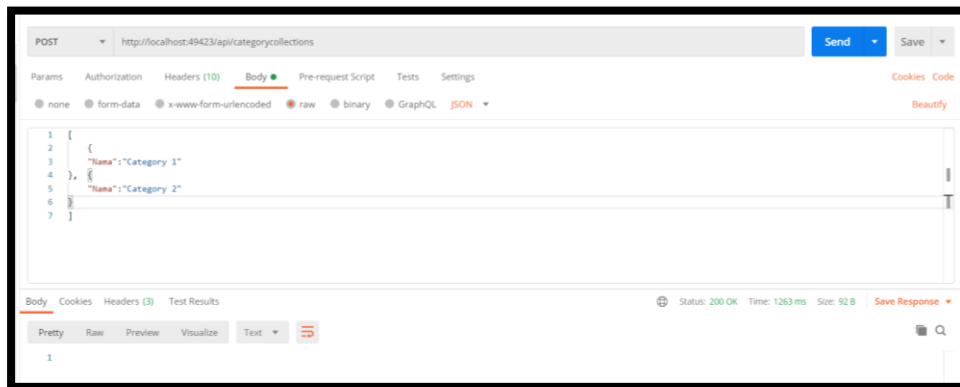 POST http://localhost:49423/api/categorycollections Send Save
Params Authorization Headers (10) Body Pre-request Script Tests Settings Cookies Code
none form-data x-www-form-urlencoded raw binary GraphQL JSON Beautify
1 [
2 {
3 "Nama":"Category 1"
4 }, {
5 "Nama":"Category 2"
6 }
7 ]
Body Cookies Headers (3) Test Results Status: 200 OK Time: 1263 ms Size: 92 B Save Response
Pretty Raw Preview Visualize Text
1